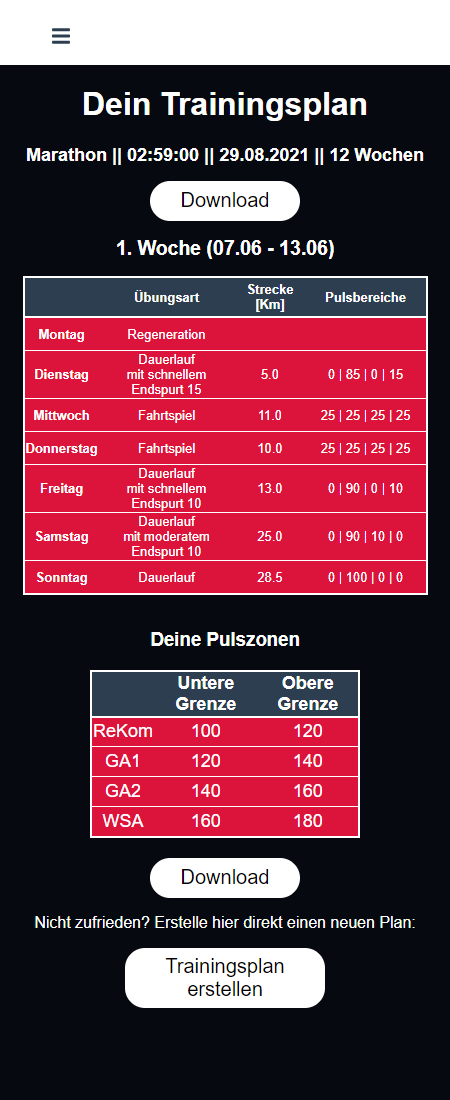 Dein Trainingsplan
Marathon || 02:59:00 || 29.08.2021 || 12 Wochen
Download
1. Woche (07.06 - 13.06)
Übungsart Strecke [Km] Pulsbereiche
Montag Regeneration
Dienstag Dauerlauf mit schnellem Endspurt 15 5.0 0 | 85 | 0 | 15
Mittwoch Fahrtspiel 11.0 25 | 25 | 25 | 25
Donnerstag Fahrtspiel 10.0 25 | 25 | 25 | 25
Freitag Dauerlauf mit schnellem Endspurt 10 13.0 0 | 90 | 0 | 10
Samstag Dauerlauf mit moderatem Endspurt 10 25.0 0 | 90 | 10 | 0
Sonntag Dauerlauf 28.5 0 | 100 | 0 | 0
Deine Pulszonen
Untere Grenze Obere Grenze
ReKom 100 120
GA1 120 140
GA2 140 160
WSA 160 180
Download
Nicht zufrieden? Erstelle hier direkt einen neuen Plan:
Trainingsplan
erstellen